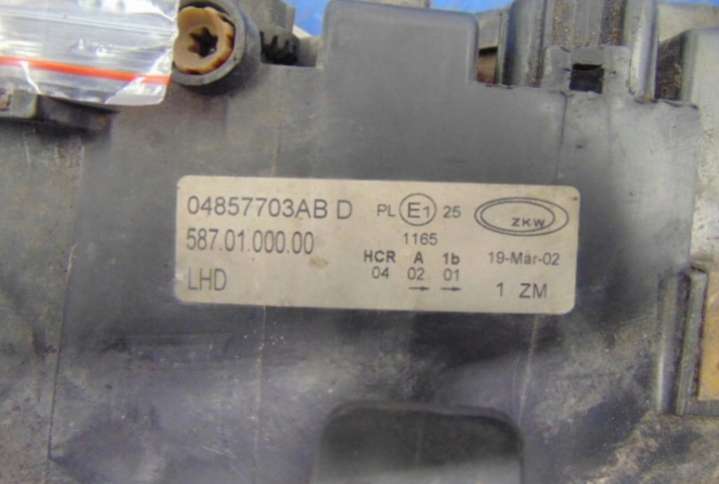 04857703AB D
587.01.000.00
LHD
PL E1 25
1165
HCR A 1b
04 02 01
→ →
ZKW
19-Mar-02
1 ZM